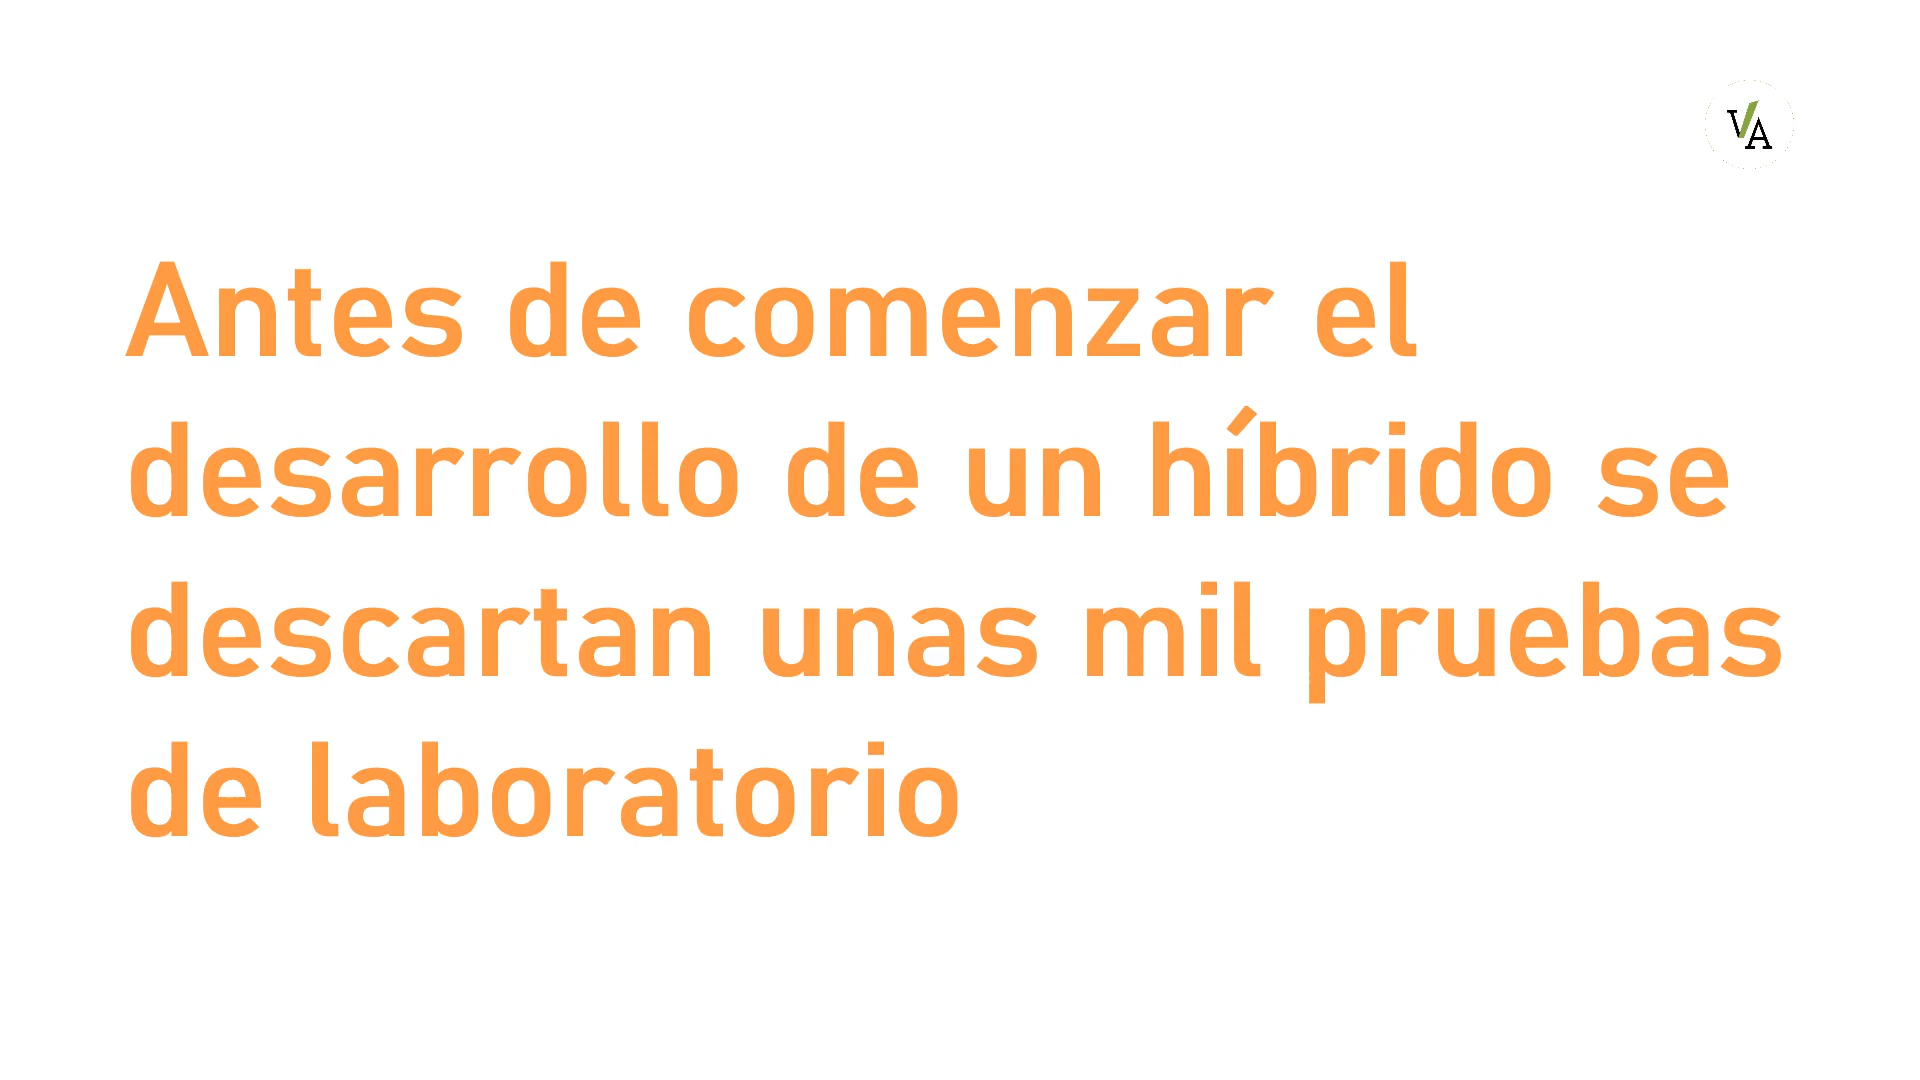 VA
Antes de comenzar el
desarrollo de un híbrido se
descartan unas mil pruebas
de laboratorio